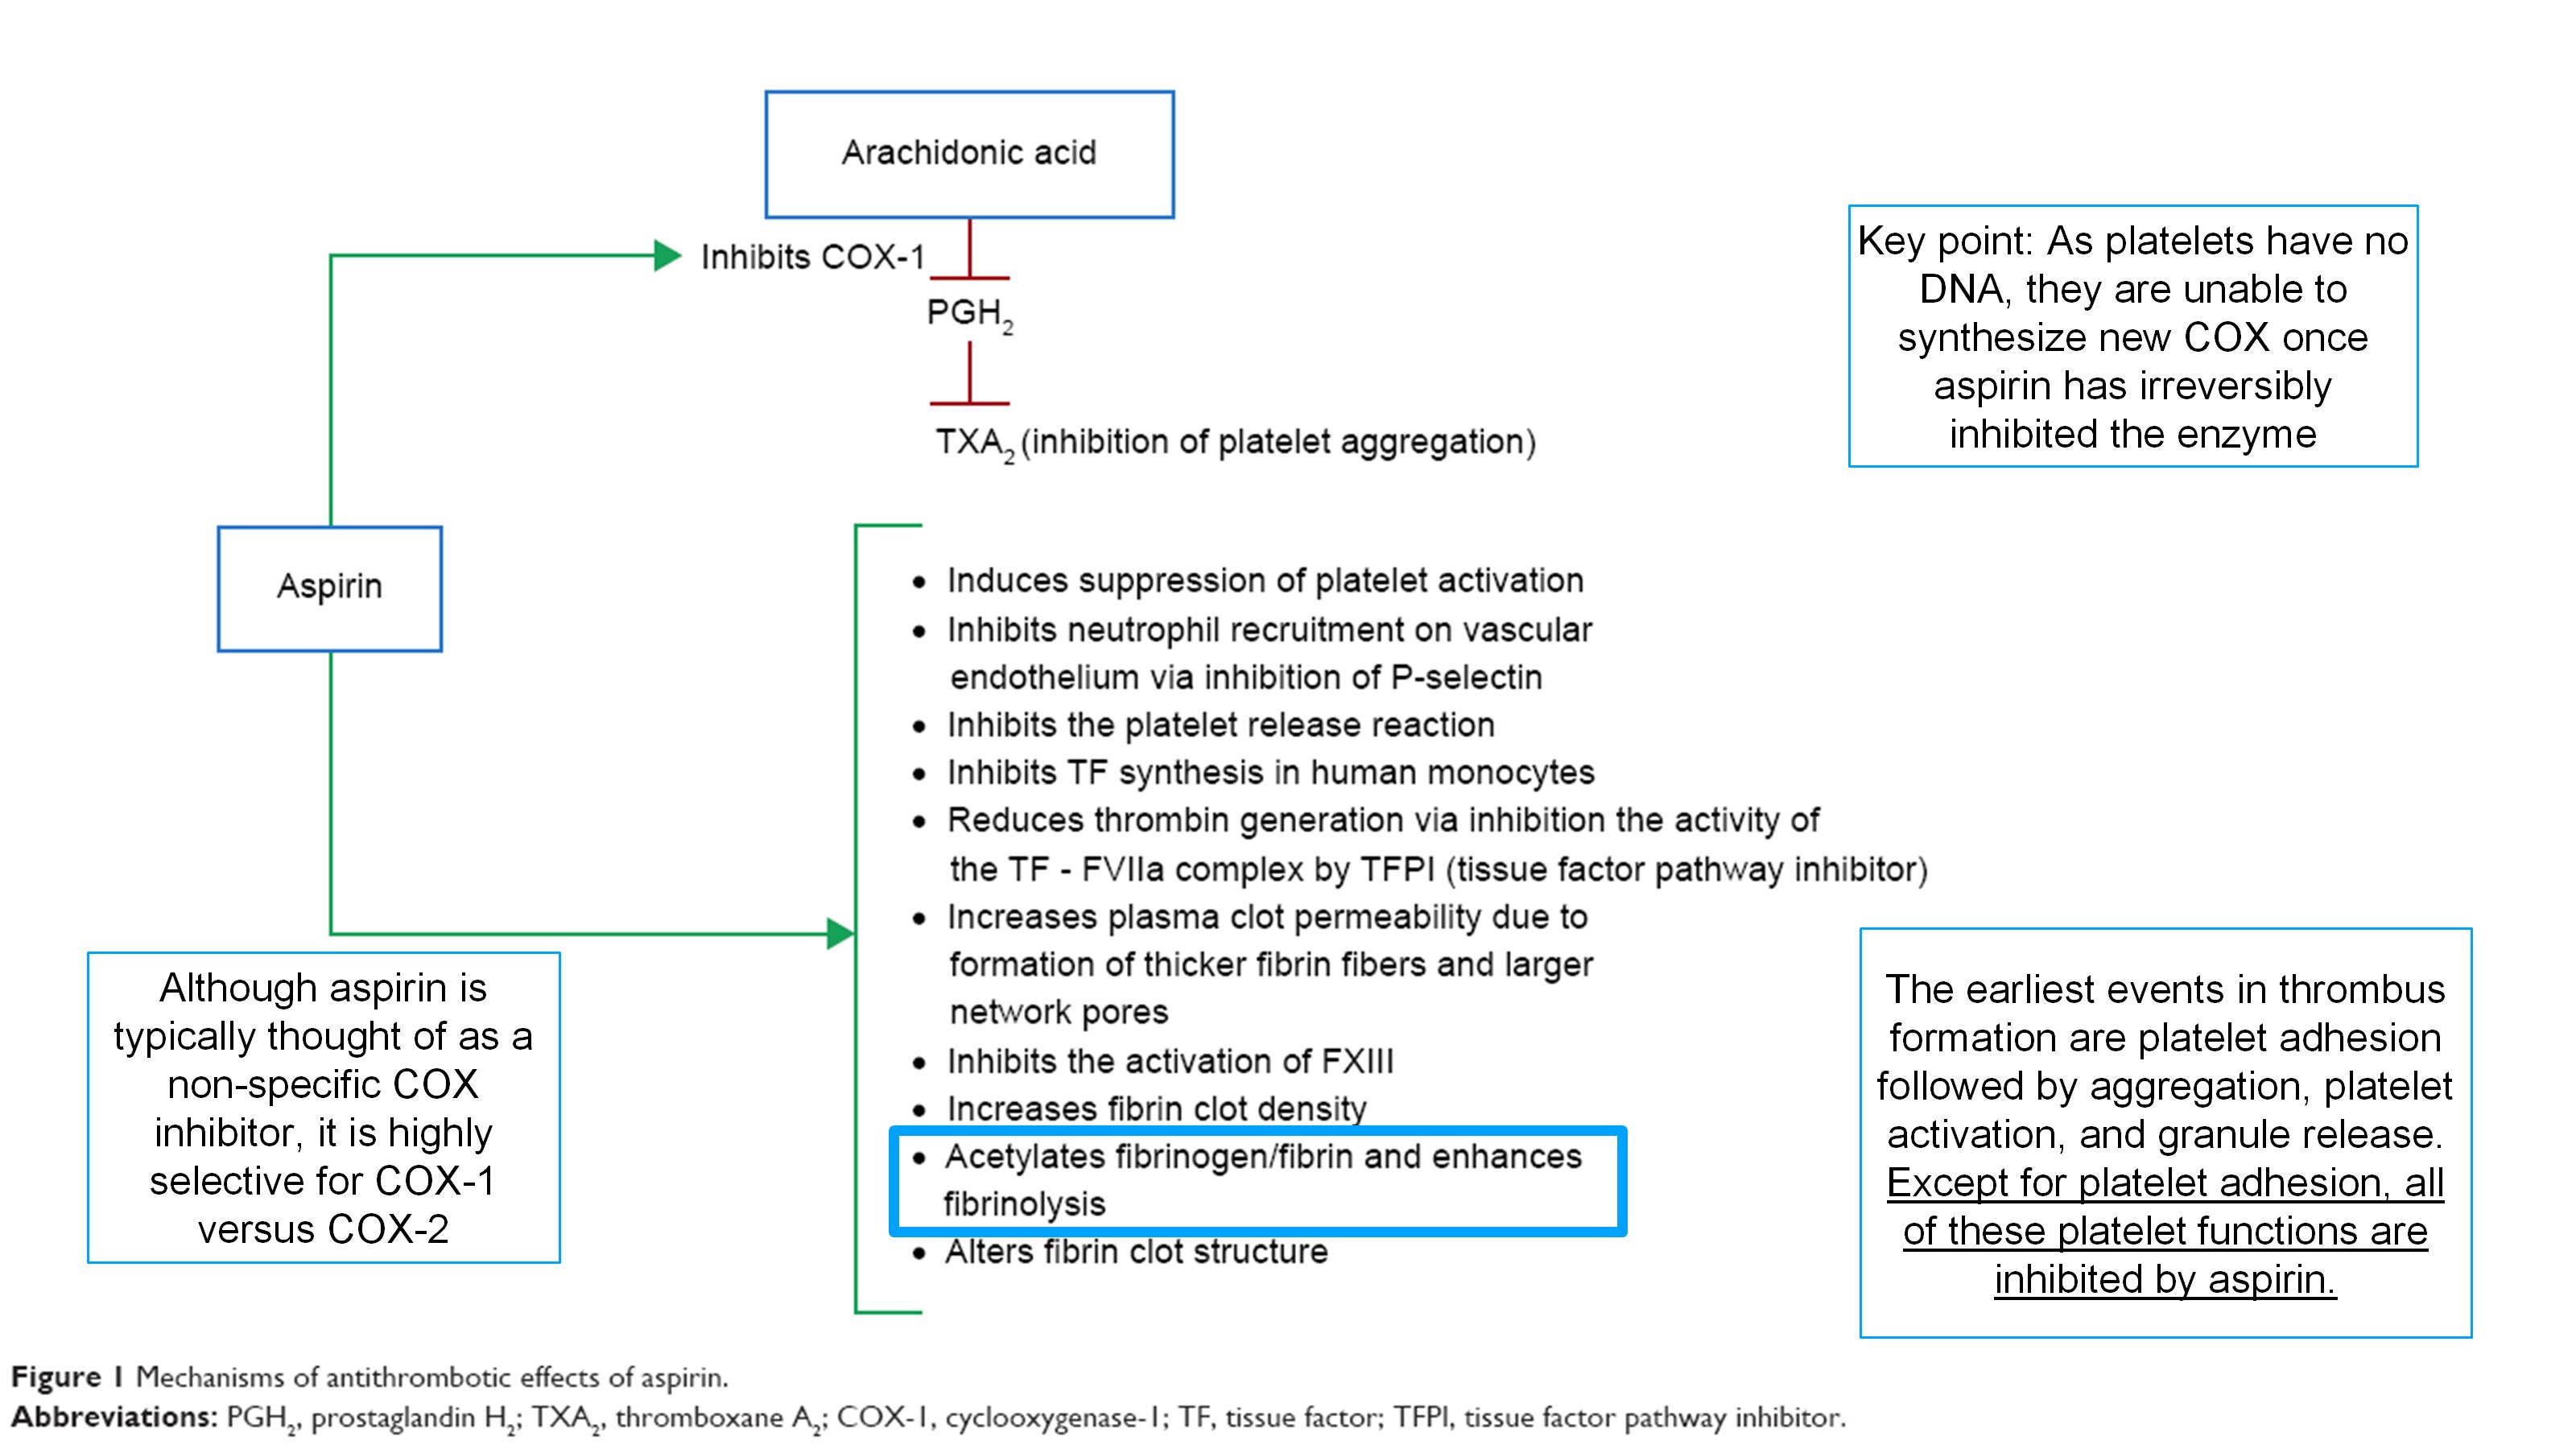 Arachidonic acid
Inhibits COX-1
PGH₂
TXA₂ (inhibition of platelet aggregation)
Key point: As platelets have no
DNA, they are unable to
synthesize new COX once
aspirin has irreversibly
inhibited the enzyme
Aspirin
• Induces suppression of platelet activation
• Inhibits neutrophil recruitment on vascular
endothelium via inhibition of P-selectin
• Inhibits the platelet release reaction
• Inhibits TF synthesis in human monocytes
• Reduces thrombin generation via inhibition the activity of
the TF - FVIIa complex by TFPI (tissue factor pathway inhibitor)
• Increases plasma clot permeability due to
formation of thicker fibrin fibers and larger
network pores
• Inhibits the activation of FXIII
• Increases fibrin clot density
• Acetylates fibrinogen/fibrin and enhances
fibrinolysis
• Alters fibrin clot structure
Although aspirin is
typically thought of as a
non-specific COX
inhibitor, it is highly
selective for COX-1
versus COX-2
The earliest events in thrombus
formation are platelet adhesion
followed by aggregation, platelet
activation, and granule release.
Except for platelet adhesion, all
of these platelet functions are
inhibited by aspirin.
Figure 1 Mechanisms of antithrombotic effects of aspirin.
Abbreviations: PGH₂, prostaglandin H₂; TXA₂, thromboxane A₂; COX-1, cyclooxygenase-1; TF, tissue factor; TFPI, tissue factor pathway inhibitor.